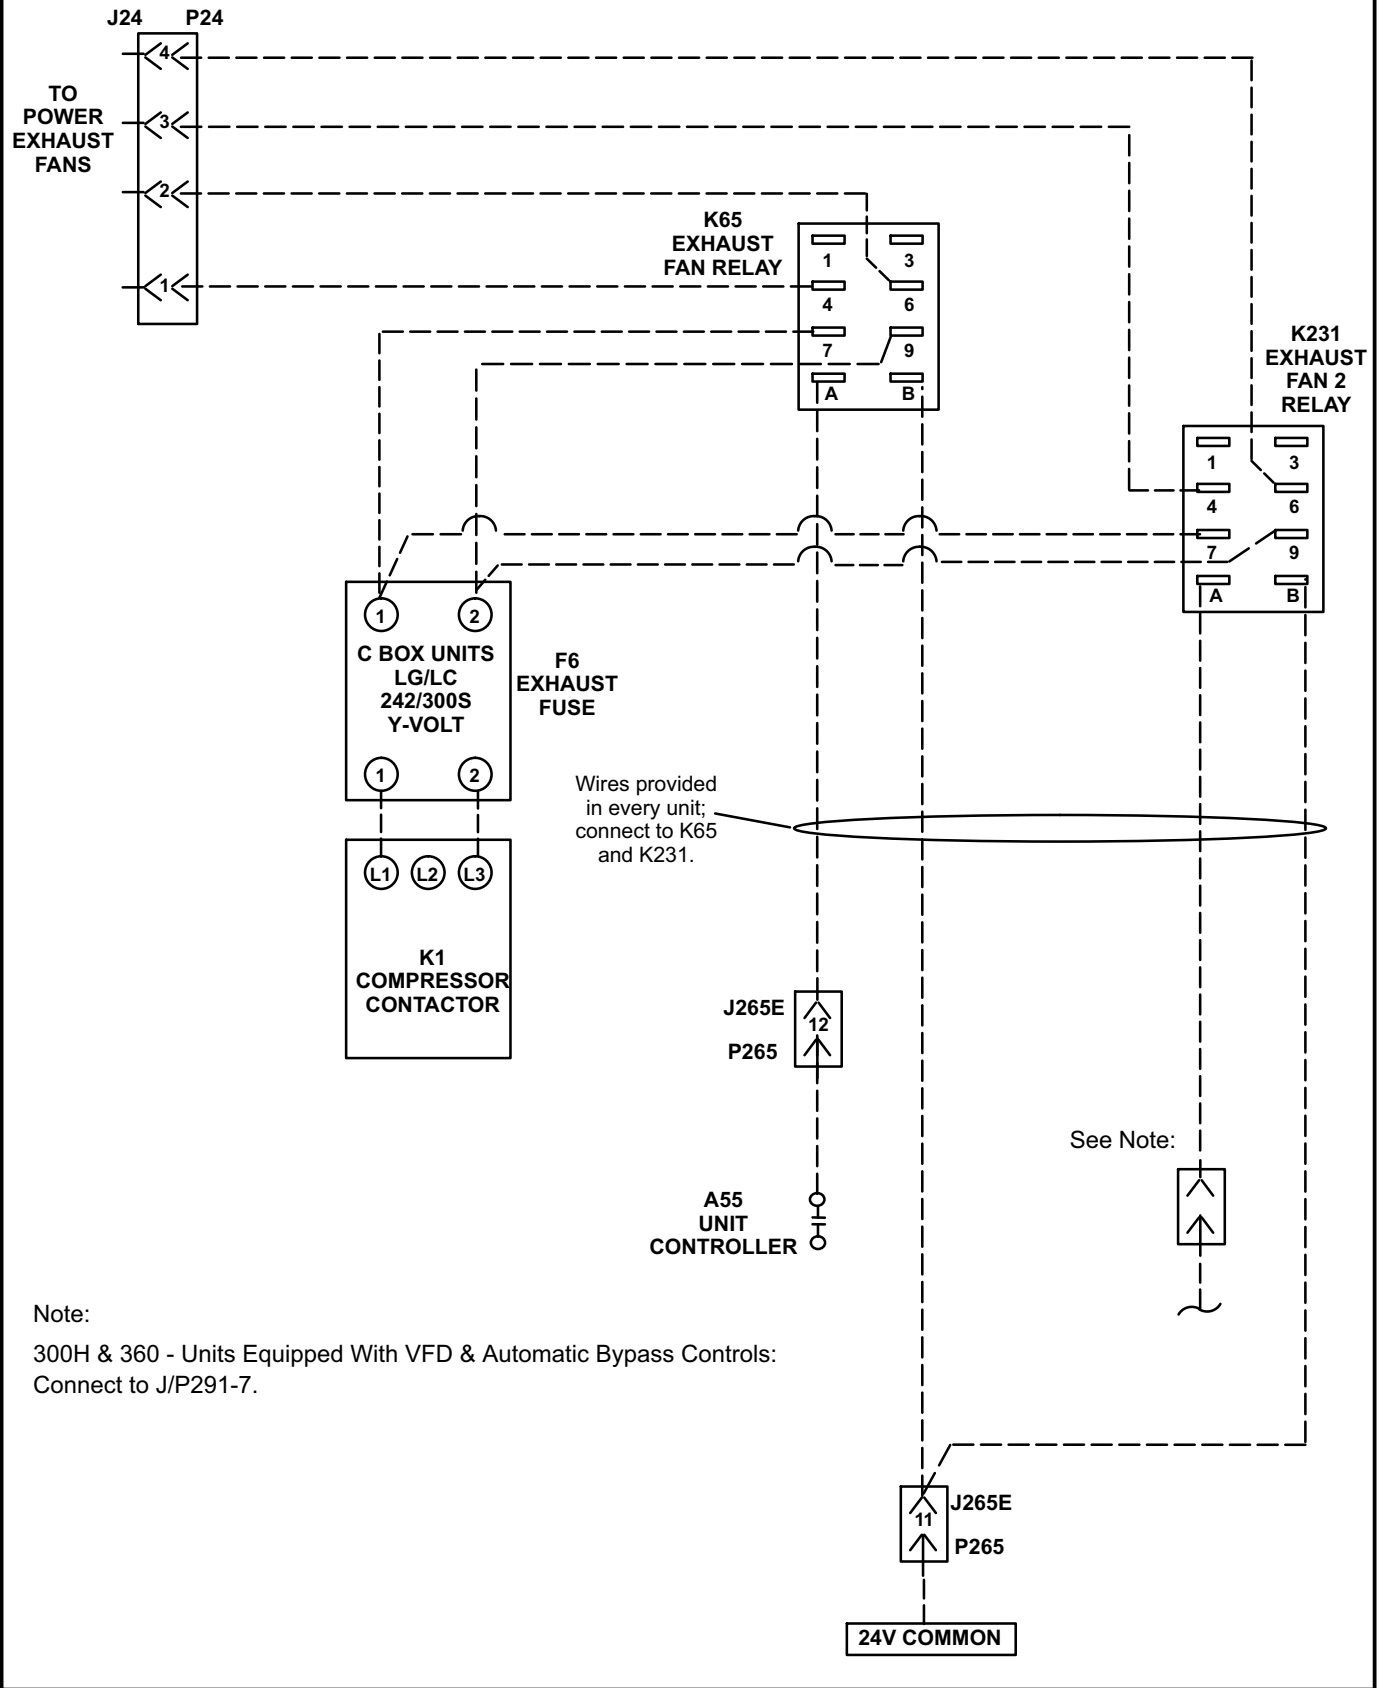 J24 P24
4
TO
POWER
EXHAUST
FANS
3
2
1
K65
EXHAUST
FAN RELAY
1 3
4 6
7 9
A B
K231
EXHAUST
FAN 2
RELAY
1 3
4 6
7 9
A B
1 2
C BOX UNITS
LG/LC
242/300S
Y-VOLT
1 2
F6
EXHAUST
FUSE
Wires provided
in every unit;
connect to K65
and K231.
L1 L2 L3
K1
COMPRESSOR
CONTACTOR
J265E
12
P265
See Note:
A55
UNIT
CONTROLLER
Note:
300H & 360 - Units Equipped With VFD & Automatic Bypass Controls:
Connect to J/P291-7.
J265E
11
P265
24V COMMON